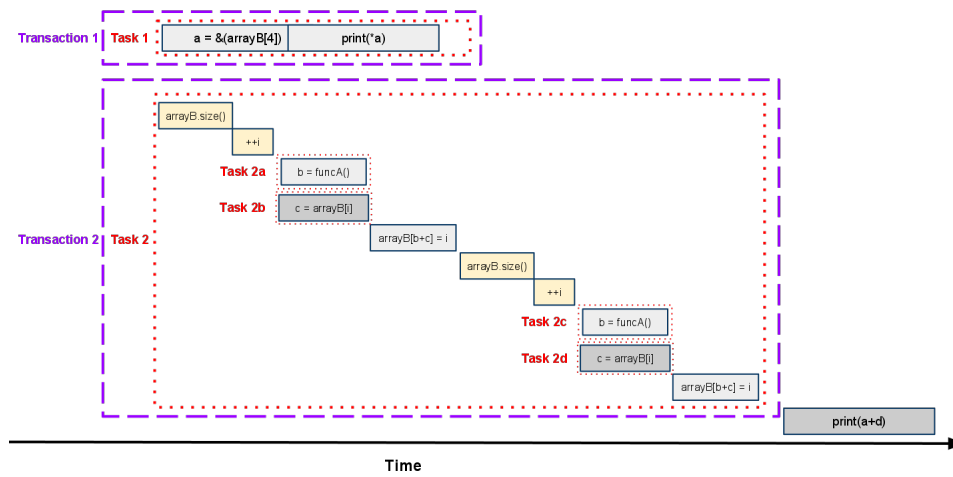 Transaction 1 Task 1 a = &(arrayB[4]) print(*a)
arrayB.size()
++i
Task 2a b = funcA()
Task 2b c = arrayB[i]
Transaction 2 Task 2 arrayB[b+c] = i
arrayB.size()
++i
Task 2c b = funcA()
Task 2d c = arrayB[i]
arrayB[b+c] = i
print(a+d)
Time